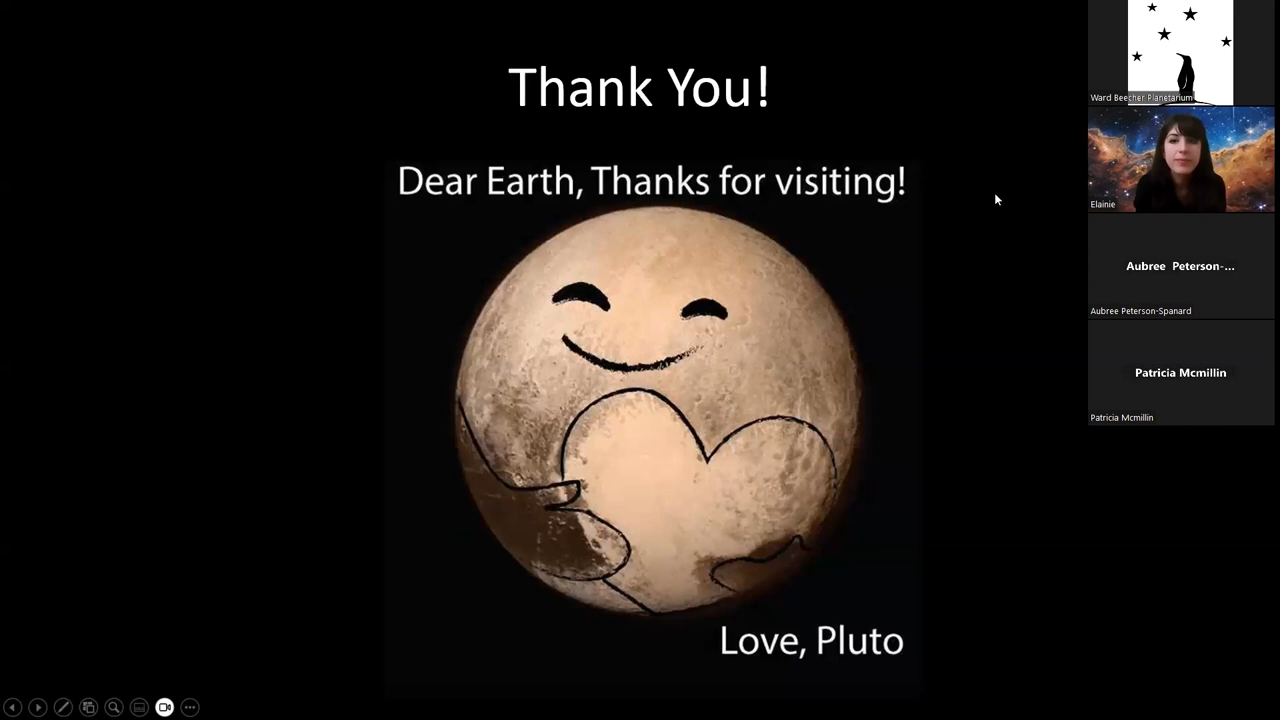 Thank You!
Dear Earth, Thanks for visiting!
Love, Pluto
Ward Beecher Planetarium
Elainie
Aubree Peterson-...
Aubree Peterson-Spanard
Patricia Mcmillin
Patricia Mcmillin